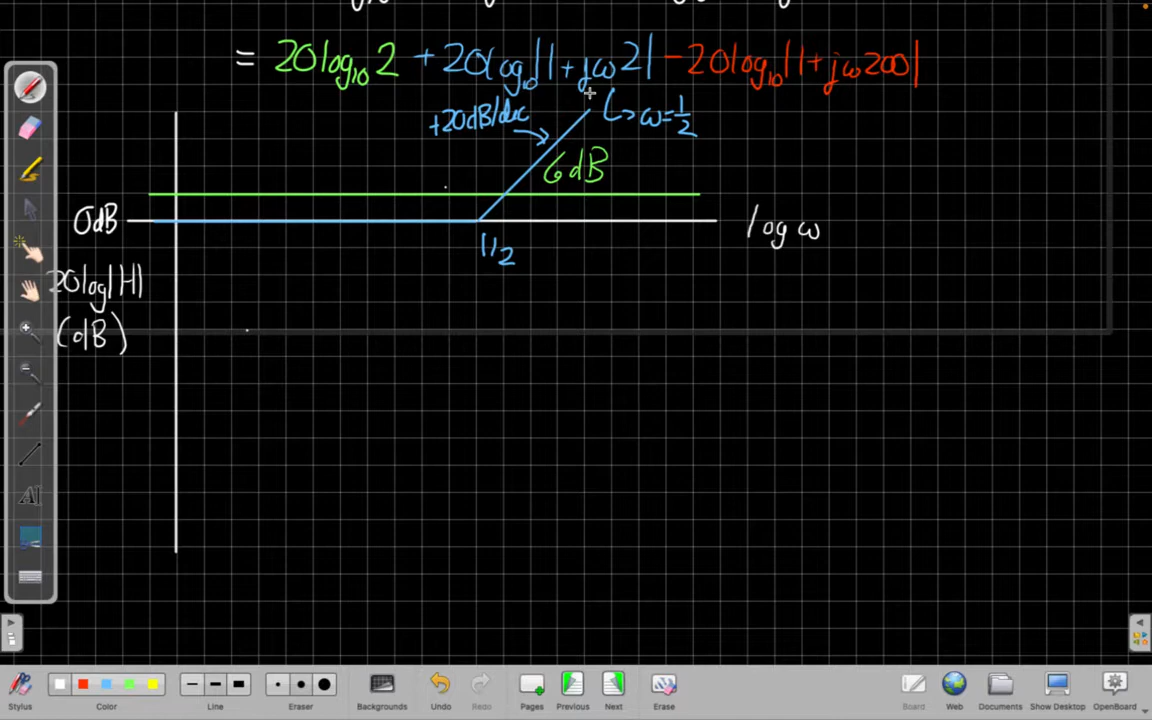 = 20log₁₀2 + 20log₁₀|1+jω2| - 20log₁₀|1+jω200|
+20dB/dec
↳ ω=1/2
6dB
0dB
log ω
1/2
20log|H|
(dB)
Stylus
Color
Line
Eraser
Backgrounds
Undo
Redo
Pages
Previous
Next
Erase
Board
Web
Documents
Show Desktop
OpenBoard